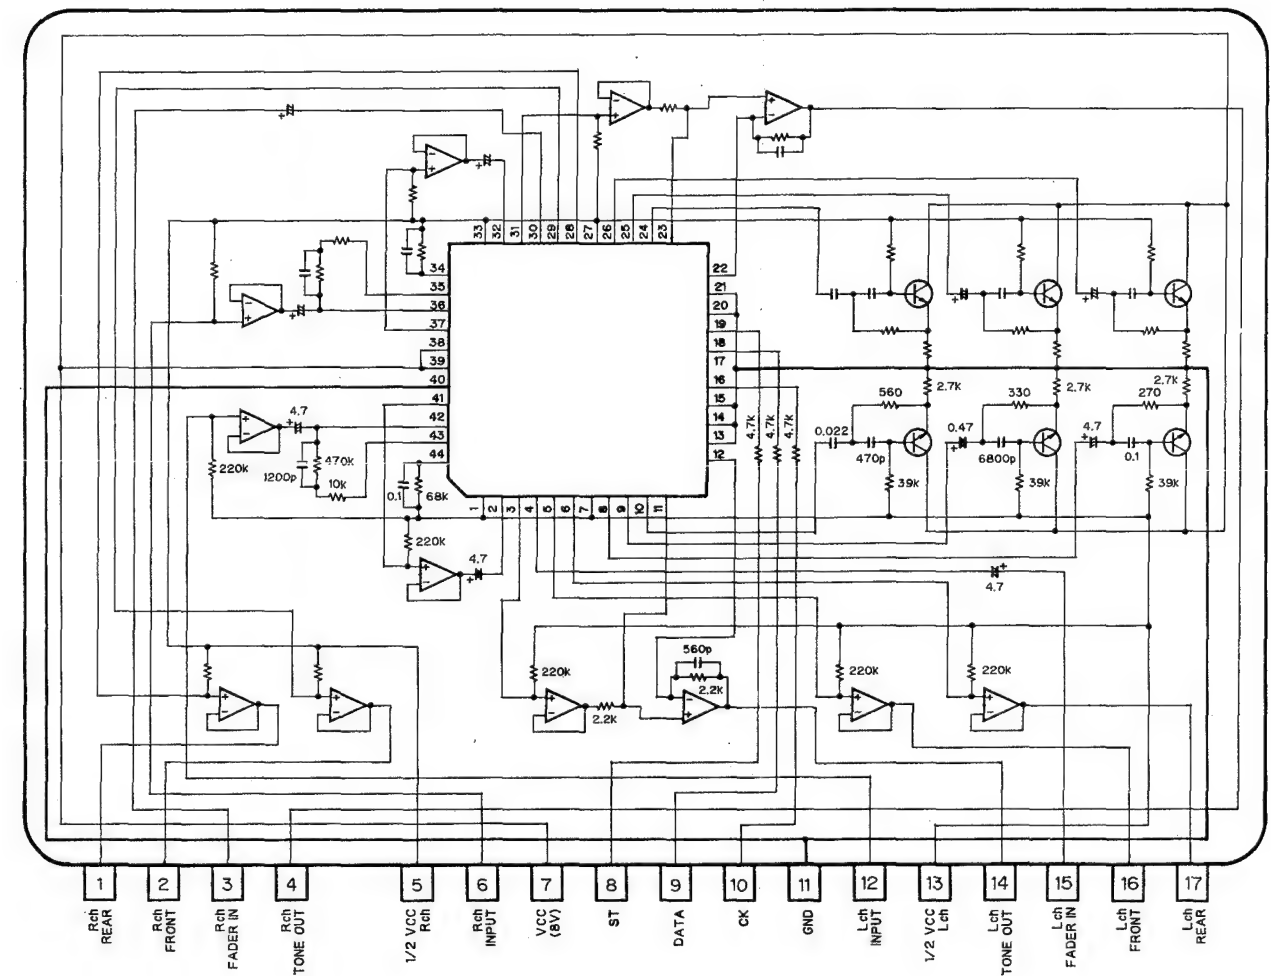 33
32
31
30
29
28
27
26
25
24
23
34
35
36
37
38
39
40
41
42
43
44
22
21
20
19
18
17
16
15
14
13
12
1
2
3
4
5
6
7
8
9
10
11
4.7
220k
1200p
470k
10k
0.1
68k
220k
4.7
4.7k
4.7k
4.7k
2.7k
2.7k
2.7k
560
330
270
0.022
470p
0.47
6800p
4.7
0.1
39k
39k
39k
4.7
220k
2.2k
560p
2.2k
220k
220k
1
2
3
4
5
6
7
8
9
10
11
12
13
14
15
16
17
Rch
REAR
Rch
FRONT
Rch
FADER IN
Rch
TONE OUT
1/2 VCC
Rch
Rch
INPUT
VCC
(8V)
ST
DATA
CK
GND
Lch
INPUT
1/2 VCC
Lch
Lch
TONE OUT
Lch
FADER IN
Lch
FRONT
Lch
REAR